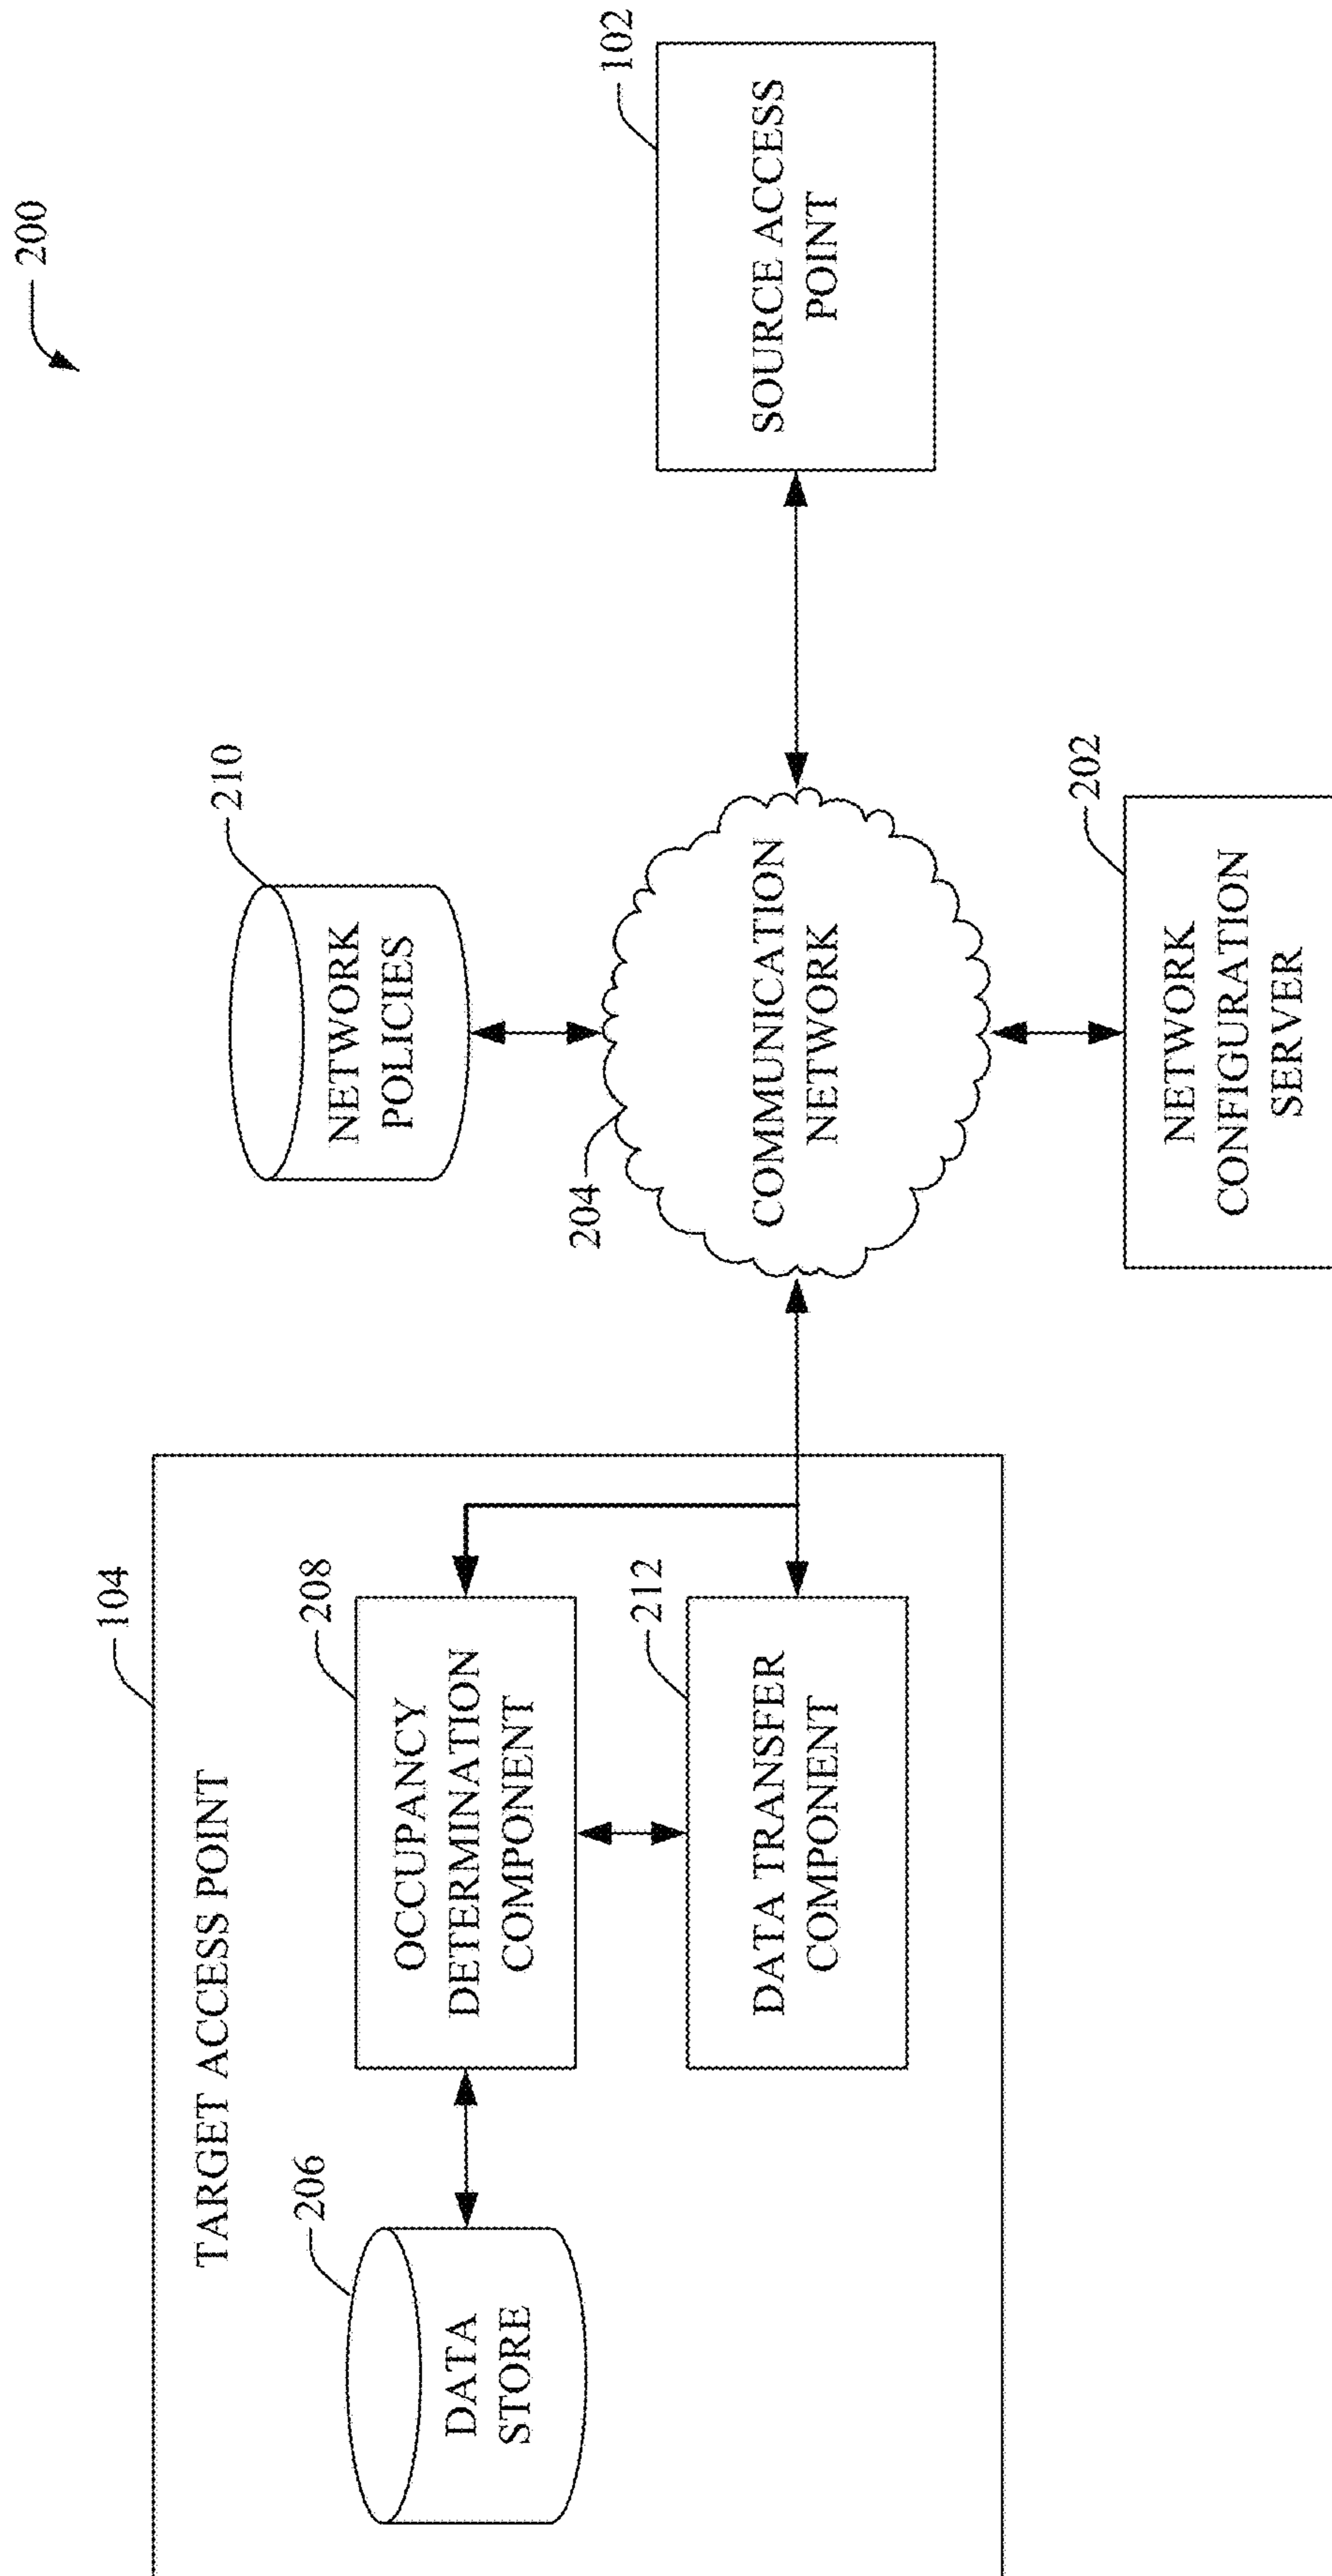 200
104
TARGET ACCESS POINT
206
DATA
STORE
208
OCCUPANCY
DETERMINATION
COMPONENT
212
DATA TRANSFER
COMPONENT
210
NETWORK
POLICIES
204
COMMUNICATION
NETWORK
202
NETWORK
CONFIGURATION
SERVER
102
SOURCE ACCESS
POINT